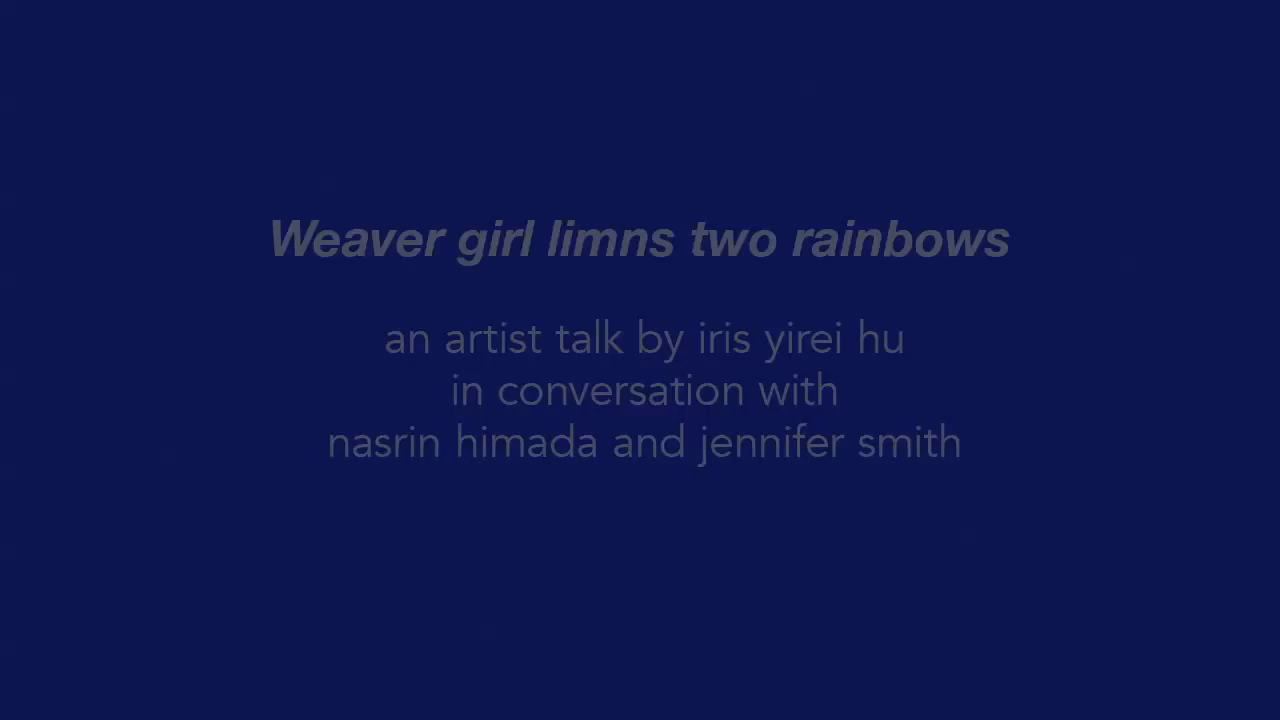 Weaver girl limns two rainbows
an artist talk by iris yirei hu
in conversation with
nasrin himada and jennifer smith